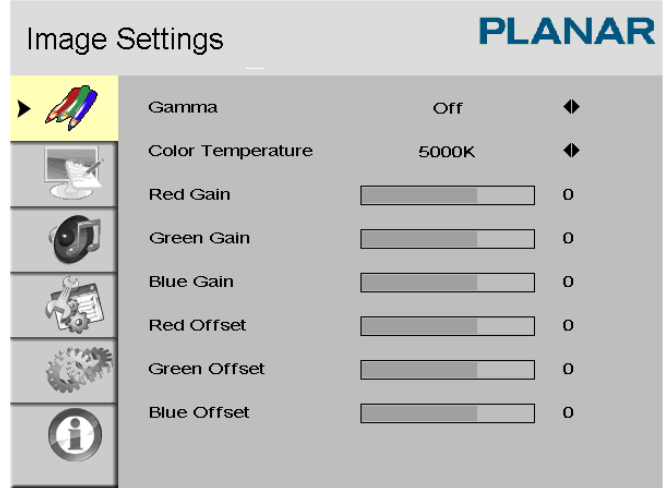 Image Settings
PLANAR
Gamma Off
Color Temperature 5000K
Red Gain 0
Green Gain 0
Blue Gain 0
Red Offset 0
Green Offset 0
Blue Offset 0